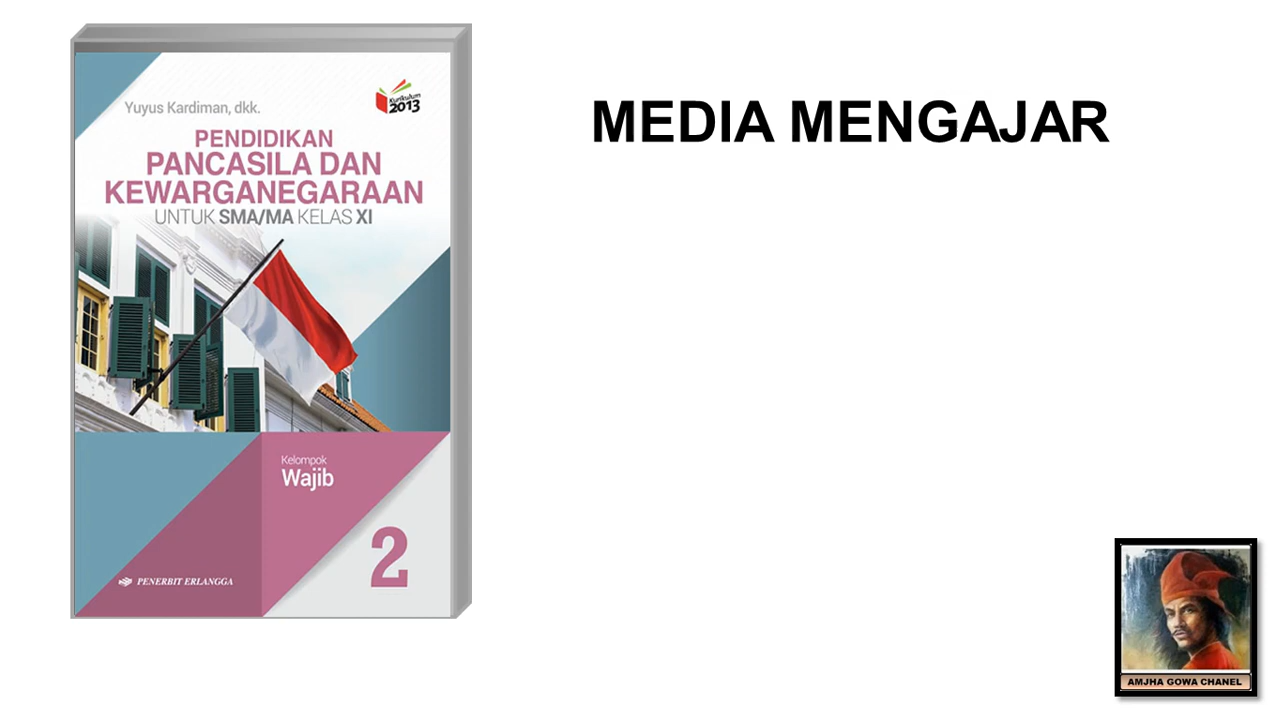 Yuyus Kardiman, dkk.
Kurikulum
2013
PENDIDIKAN
PANCASILA DAN
KEWARGANEGARAAN
UNTUK SMA/MA KELAS XI
Kelompok
Wajib
2
PENERBIT ERLANGGA
MEDIA MENGAJAR
AMJHA GOWA CHANEL